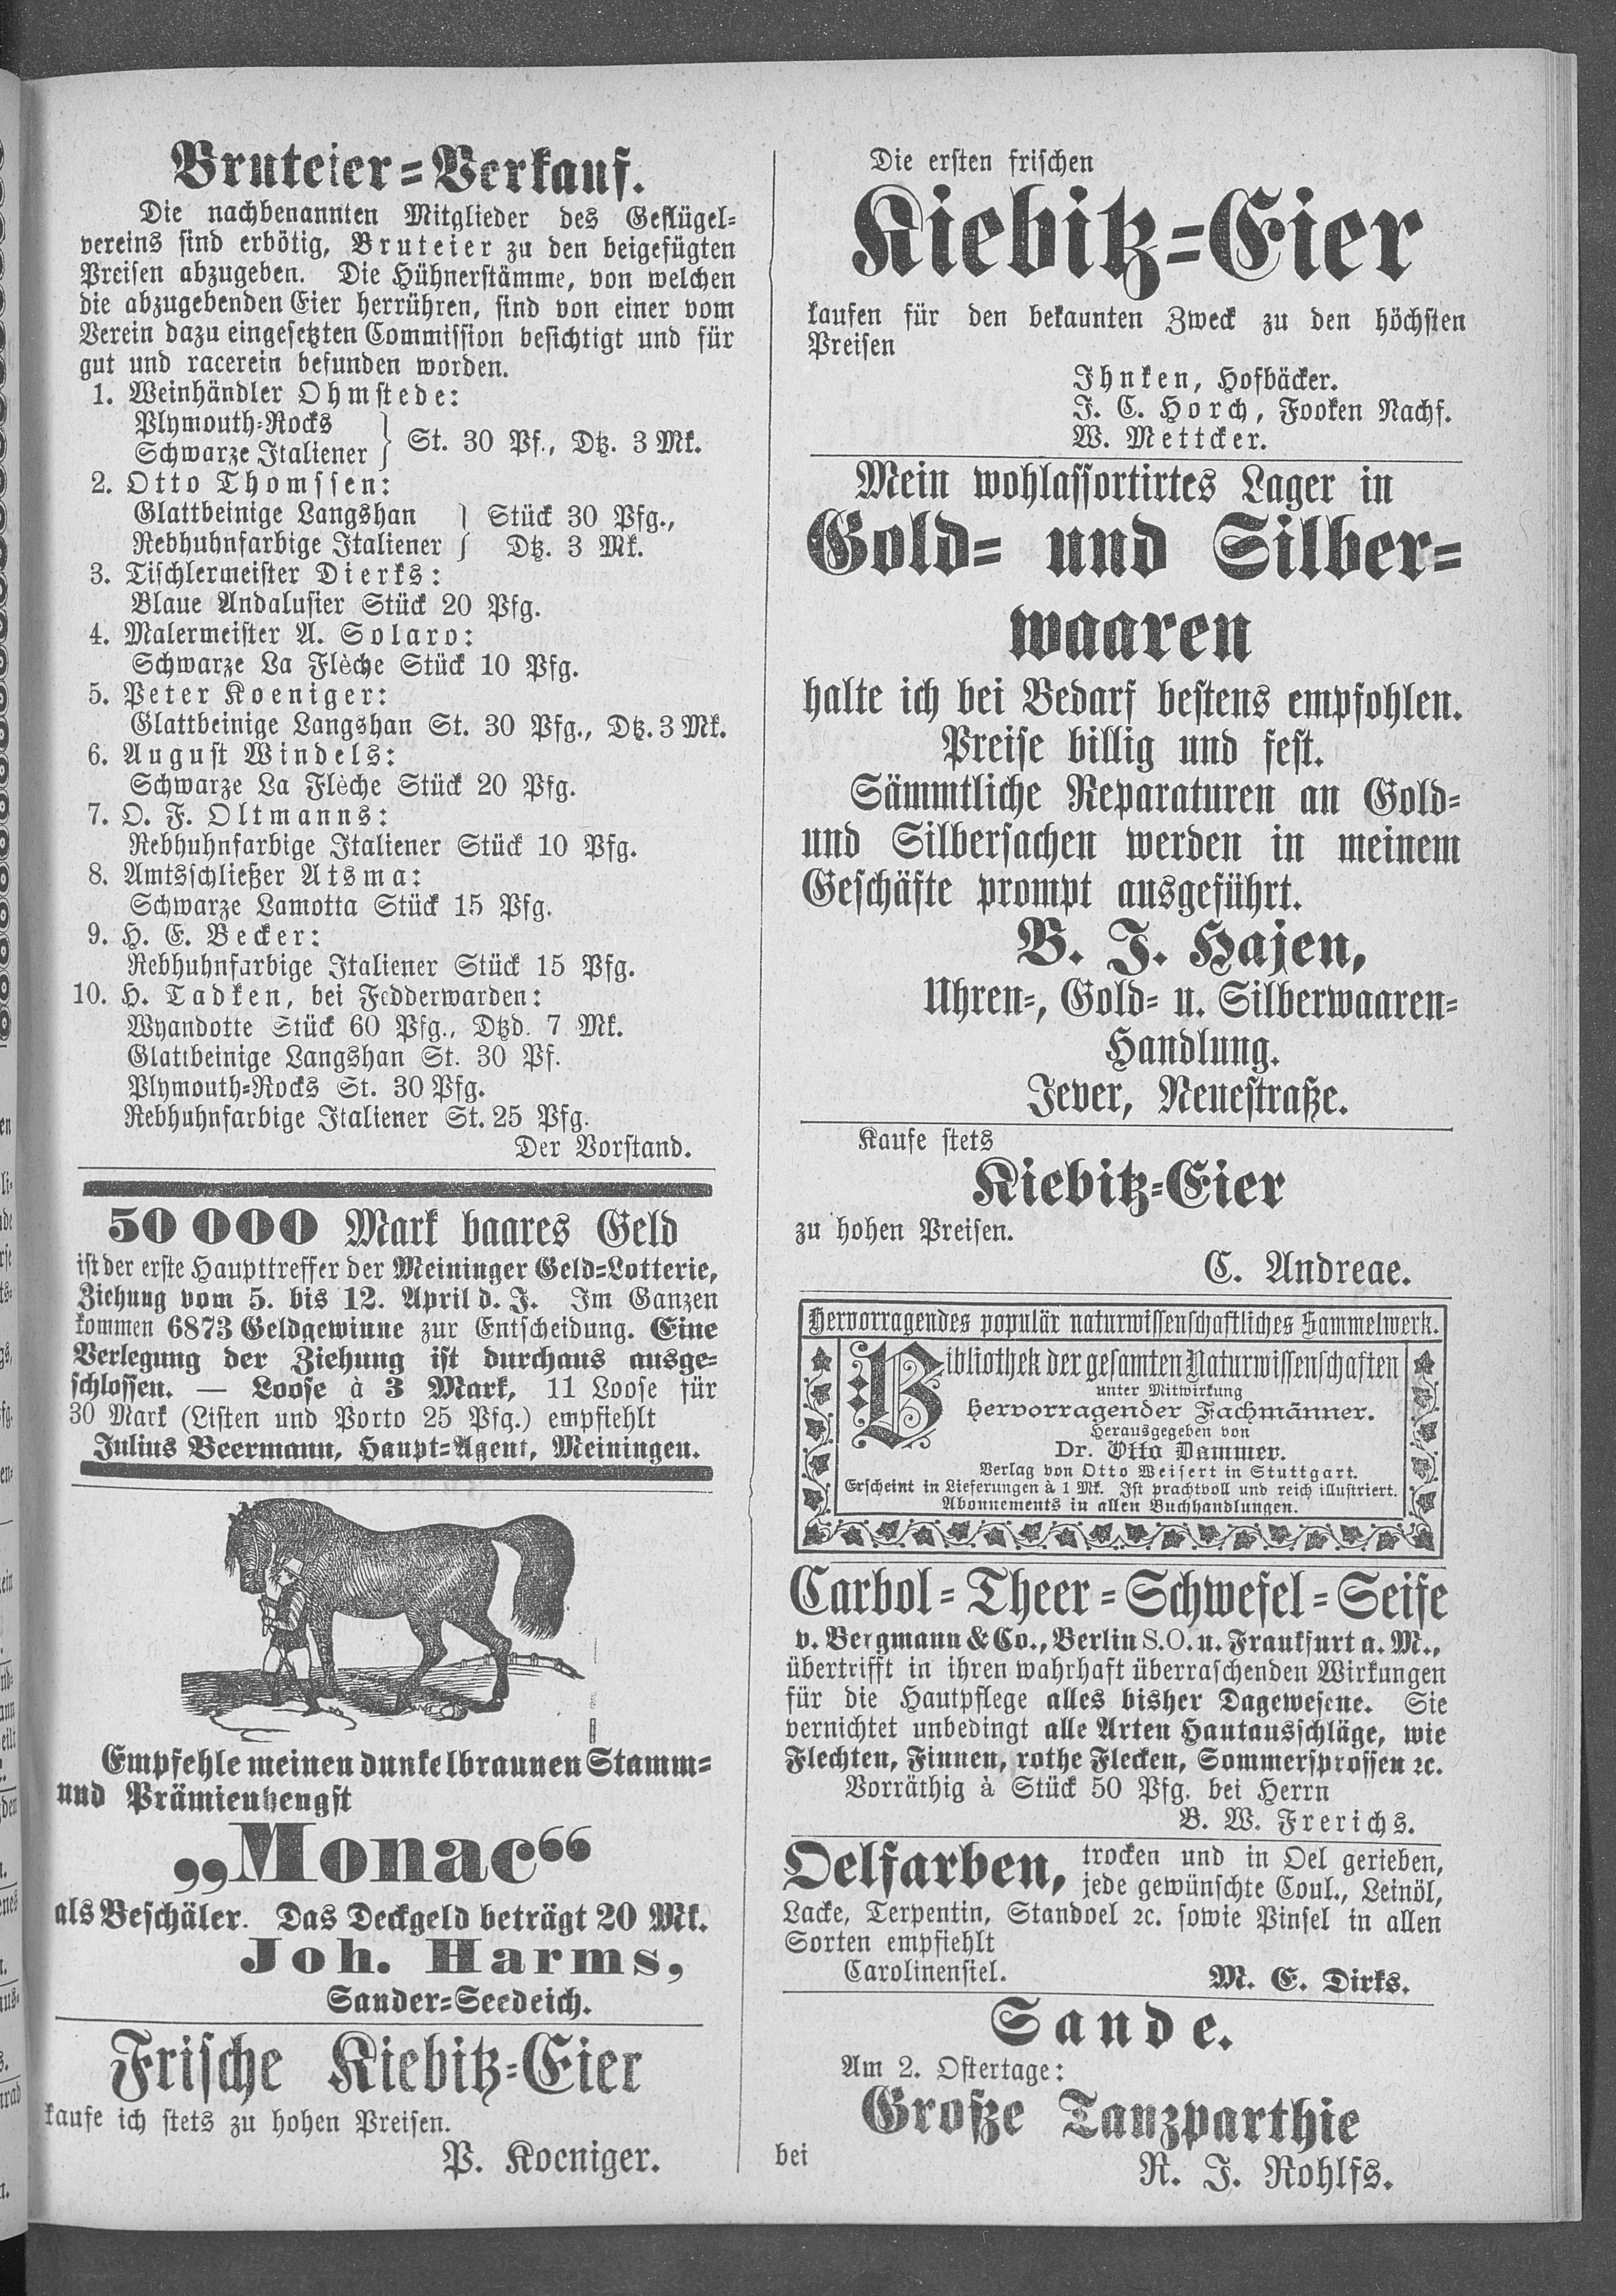 Bruteier-Verkauf.
Die nachbenannten Mitglieder des Geflügel-
vereins sind erbötig, Bruteier zu den beigefügten
Preisen abzugeben. Die Hühnerstämme, von welchen
die abzugebenden Eier herrühren, sind von einer vom
Verein dazu eingesetzten Commission besichtigt und für
gut und racerein befunden worden.
1. Weinhändler Ohmstede:
Plymouth-Rocks
Schwarze Italiener } St. 30 Pf., Dtz. 3 Mk.
2. Otto Thomssen:
Glattbeinige Langshan } Stück 30 Pfg.,
Rebhuhnfarbige Italiener } Dtz. 3 Mk.
3. Tischlermeister Dierks:
Blaue Andalusier Stück 20 Pfg.
4. Malermeister A. Solaro:
Schwarze La Flèche Stück 10 Pfg.
5. Peter Koeniger:
Glattbeinige Langshan St. 30 Pfg., Dtz. 3 Mk.
6. August Windels:
Schwarze La Flèche Stück 20 Pfg.
7. O. F. Oltmanns:
Rebhuhnfarbige Italiener Stück 10 Pfg.
8. Amtsschließer Atsma:
Schwarze Lamotta Stück 15 Pfg.
9. H. E. Becker:
Rebhuhnfarbige Italiener Stück 15 Pfg.
10. H. Tadken, bei Fedderwarden:
Wyandotte Stück 60 Pfg., Dtzd. 7 Mk.
Glattbeinige Langshan St. 30 Pf.
Plymouth-Rocks St. 30 Pfg.
Rebhuhnfarbige Italiener St. 25 Pfg.
Der Vorstand.
50 000 Mark baares Geld
ist der erste Haupttreffer der Meininger Geld-Lotterie,
Ziehung vom 5. bis 12. April d. J. Im Ganzen
kommen 6873 Geldgewinne zur Entscheidung. Eine
Verlegung der Ziehung ist durchaus ausge-
schlossen. — Loose à 3 Mark, 11 Loose für
30 Mark (Listen und Porto 25 Pfg.) empfiehlt
Julius Beermann, Haupt-Agent, Meiningen.
Empfehle meinen dunkelbraunen Stamm-
und Prämienhengst
„Monac“
als Beschäler. Das Deckgeld beträgt 20 Mk.
Joh. Harms,
Sander-Seedeich.
Frische Kiebitz-Eier
kaufe ich stets zu hohen Preisen.
P. Koeniger.
Die ersten frischen
Kiebitz-Eier
kaufen für den bekaunten Zweck zu den höchsten
Preisen
Ihnken, Hofbäcker.
J. C. Horch, Fooken Nachf.
W. Mettcker.
Mein wohlassortirtes Lager in
Gold- und Silber-
waaren
halte ich bei Bedarf bestens empfohlen.
Preise billig und fest.
Sämmtliche Reparaturen an Gold-
und Silbersachen werden in meinem
Geschäfte prompt ausgeführt.
B. J. Hajen,
Uhren-, Gold- u. Silberwaaren-
Handlung.
Jever, Neuestraße.
Kaufe stets
Kiebitz-Eier
zu hohen Preisen.
C. Andreae.
Hervorragendes populär naturwissenschaftliches Sammelwerk.
Bibliothek der gesamten Naturwissenschaften
unter Mitwirkung
hervorragender Fachmänner.
Herausgegeben von
Dr. Otto Dammer.
Verlag von Otto Weisert in Stuttgart.
Erscheint in Lieferungen à 1 Mk. Ist prachtvoll und reich illustriert.
Abonnements in allen Buchhandlungen.
Carbol-Theer-Schwefel-Seife
v. Bergmann & Co., Berlin S.O. u. Frankfurt a. M.,
übertrifft in ihren wahrhaft überraschenden Wirkungen
für die Hautpflege alles bisher Dagewesene. Sie
vernichtet unbedingt alle Arten Hautausschläge, wie
Flechten, Finnen, rothe Flecken, Sommersprossen ꝛc.
Vorräthig à Stück 50 Pfg. bei Herrn
B. W. Frerichs.
Oelfarben, trocken und in Oel gerieben,
jede gewünschte Coul., Leinöl,
Lacke, Terpentin, Standoel ꝛc. sowie Pinsel in allen
Sorten empfiehlt
Carolinensiel. M. E. Dirks.
Sande.
Am 2. Ostertage:
Große Tanzparthie
bei R. J. Rohlfs.